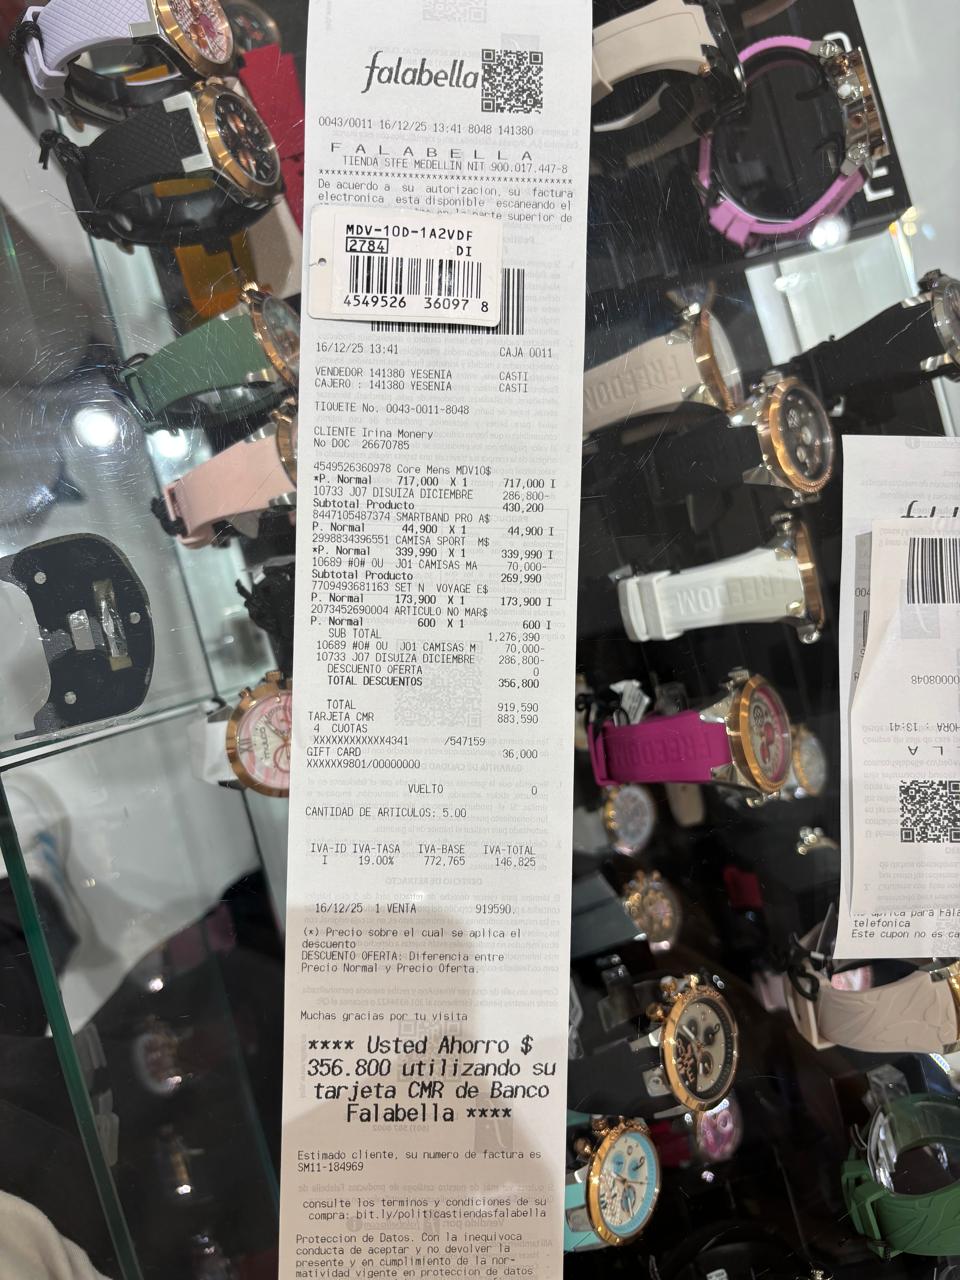 falabella
0043/0011 16/12/25 13:41 8048 141380
F A L A B E L L A
TIENDA STFE MEDELLIN NIT 900.017.447-8
******************************************
De acuerdo a su autorizacion, su factura
electronica esta disponible escaneando el
en la parte superior de
MDV-10D-1A2VDF
2784 DI
4549526 36097 8
16/12/25 13:41 CAJA 0011
VENDEDOR 141380 YESENIA CASTI
CAJERO : 141380 YESENIA CASTI
TIQUETE No. 0043-0011-8048
CLIENTE Irina Monery
No DOC 26670785
4549526360978 Core Mens MDV10$
*P. Normal 717,000 X 1 717,000 I
10733 J07 DISUIZA DICIEMBRE 286,800-
Subtotal Producto 430,200
8447105487374 SMARTBAND PRO A$
P. Normal 44,900 X 1 44,900 I
2998834396551 CAMISA SPORT M$
*P. Normal 339,990 X 1 339,990 I
10689 #O# OU J01 CAMISAS MA 70,000-
Subtotal Producto 269,990
7709493681163 SET N VOYAGE E$
P. Normal 173,900 X 1 173,900 I
2073452690004 ARTICULO NO MAR$
P. Normal 600 X 1 600 I
SUB TOTAL 1,276,390
10689 #O# OU J01 CAMISAS M 70,000-
10733 J07 DISUIZA DICIEMBRE 286,800-
DESCUENTO OFERTA 0
TOTAL DESCUENTOS 356,800
TOTAL 919,590
TARJETA CMR 883,590
4 CUOTAS
XXXXXXXXXXXX4341 /547159
GIFT CARD 36,000
XXXXXX9801/00000000
VUELTO 0
CANTIDAD DE ARTICULOS: 5.00
IVA-ID IVA-TASA IVA-BASE IVA-TOTAL
I 19.00% 772,765 146,825
16/12/25 1 VENTA 919590.
(*) Precio sobre el cual se aplica el
descuento
DESCUENTO OFERTA: Diferencia entre
Precio Normal y Precio Oferta.
Muchas gracias por tu visita
**** Usted Ahorro $
356.800 utilizando su
tarjeta CMR de Banco
Falabella ****
Estimado cliente, su numero de factura es
SM11-184969
consulte los terminos y condiciones de su
compra: bit.ly/politicastiendasfalabella
Proteccion de Datos. Con la inequivoca
conducta de aceptar y no devolver la
presente y en cumplimiento de la nor-
matividad vigente en proteccion de datos
FREEDOM
FREEDOM
FREEDOM
no aplica para Fala
telefonica
Este cupon no es ca